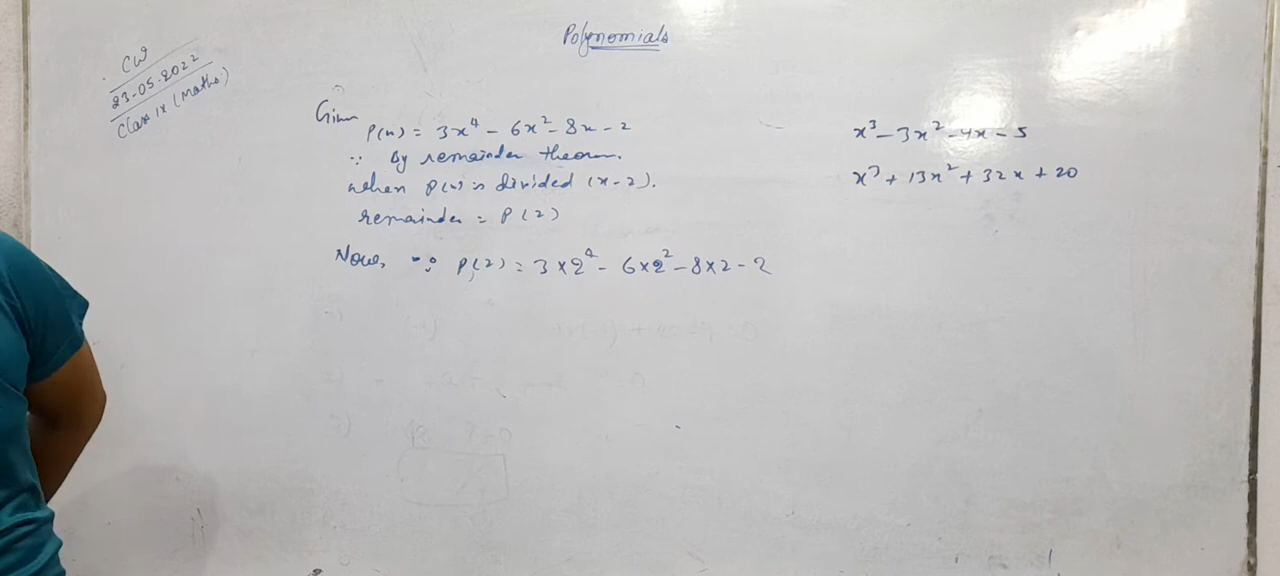 Polynomials
CW
23-05-2022
Class IX (Maths)
Given
P(x) = 3x⁴ - 6x² - 8x - 2
∵ By remainder theorem.
when P(x) is divided (x-2).
remainder = P(2)
Now, ∵ P(2) = 3×2⁴ - 6×2² - 8×2 - 2
x³ - 3x² - 4x - 5
x³ + 13x² + 32x + 20